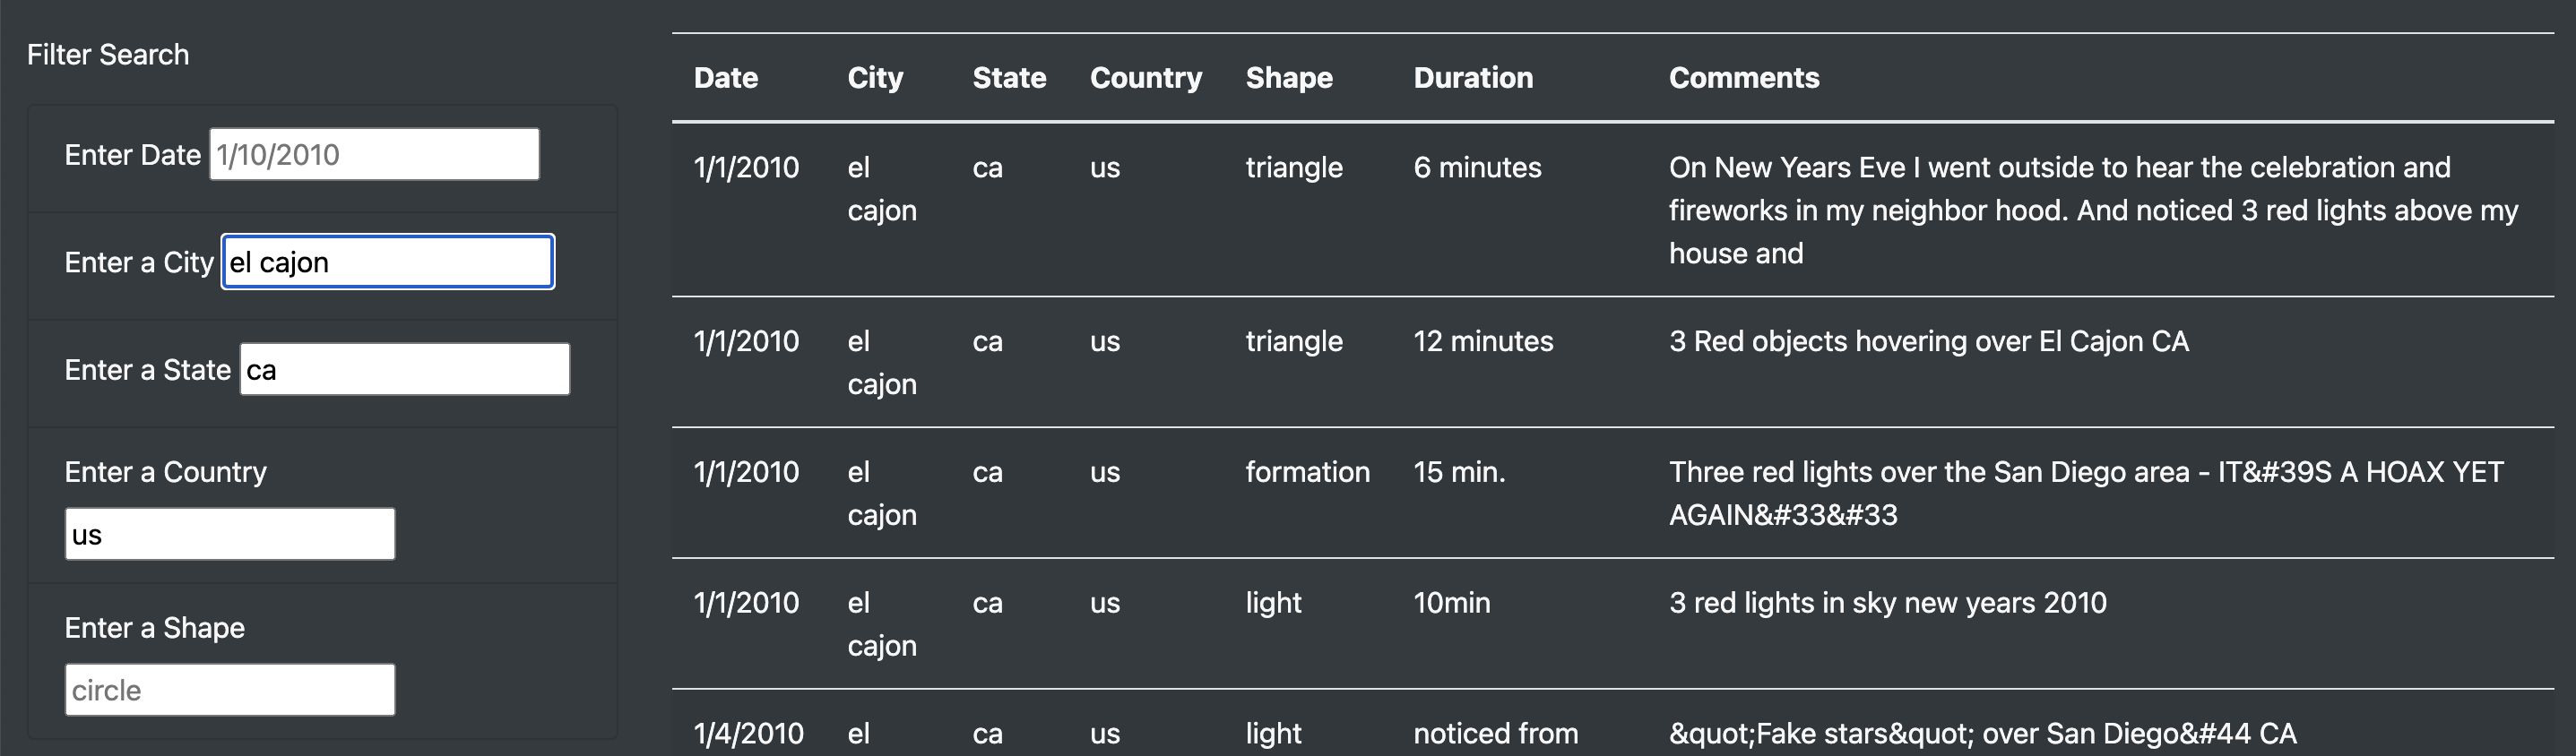 Filter Search
Enter Date 1/10/2010
Enter a City el cajon
Enter a State ca
Enter a Country
us
Enter a Shape
circle
Date City State Country Shape Duration Comments
1/1/2010 el ca us triangle 6 minutes On New Years Eve I went outside to hear the celebration and
cajon fireworks in my neighbor hood. And noticed 3 red lights above my
house and
1/1/2010 el ca us triangle 12 minutes 3 Red objects hovering over El Cajon CA
cajon
1/1/2010 el ca us formation 15 min. Three red lights over the San Diego area - IT&#39S A HOAX YET
cajon AGAIN&#33&#33
1/1/2010 el ca us light 10min 3 red lights in sky new years 2010
cajon
1/4/2010 el ca us light noticed from &quot;Fake stars&quot; over San Diego&#44 CA